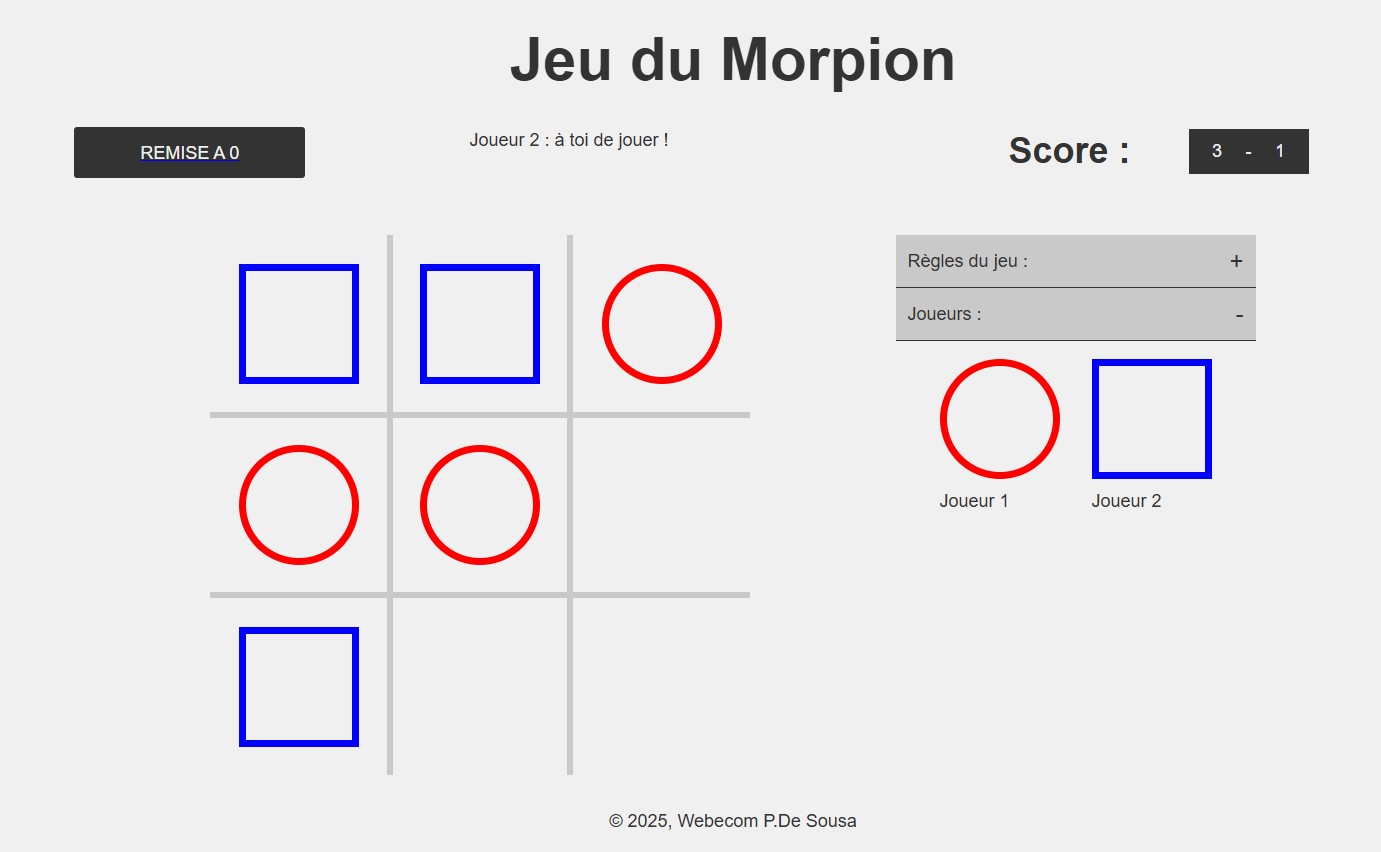 Jeu du Morpion
REMISE A 0
Joueur 2 : à toi de jouer !
Score :
3 - 1
Règles du jeu : +
Joueurs : -
Joueur 1
Joueur 2
© 2025, Webecom P.De Sousa